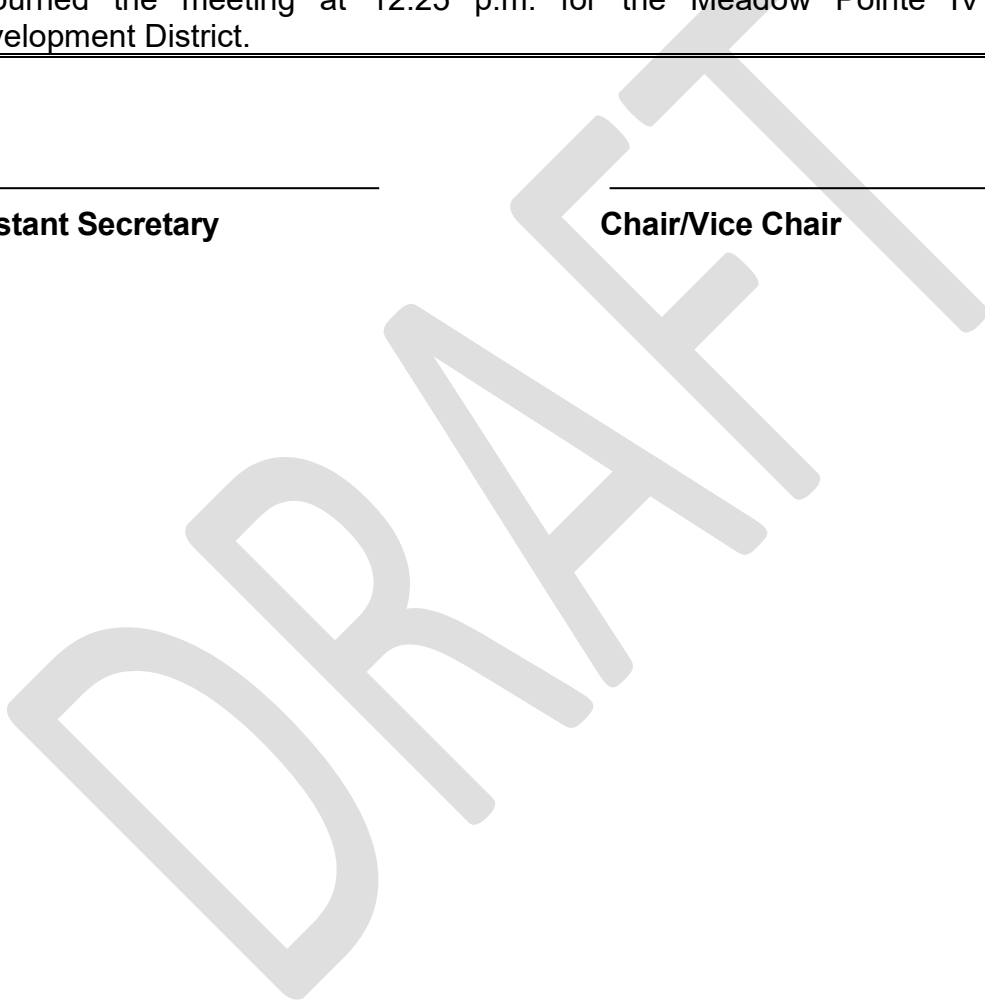 ourned the meeting at 12:25 p.m. for the Meadow Pointe IV
velopment District.
stant Secretary Chair/Vice Chair
DRAFT